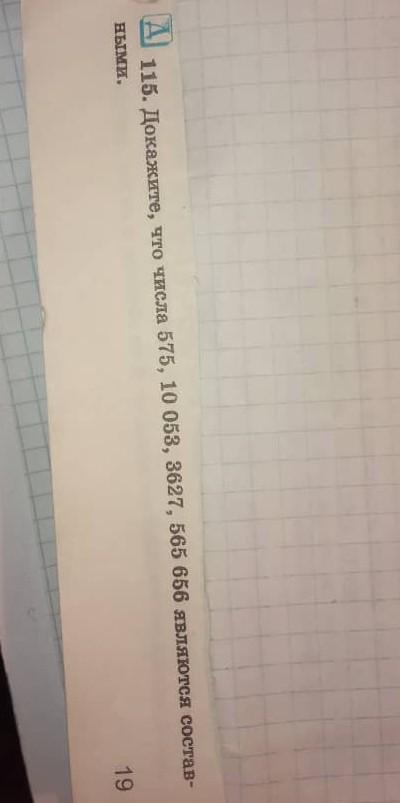 Д 115. Докажите, что числа 575, 10 053, 3627, 565 656 являются состав-
ными.
19